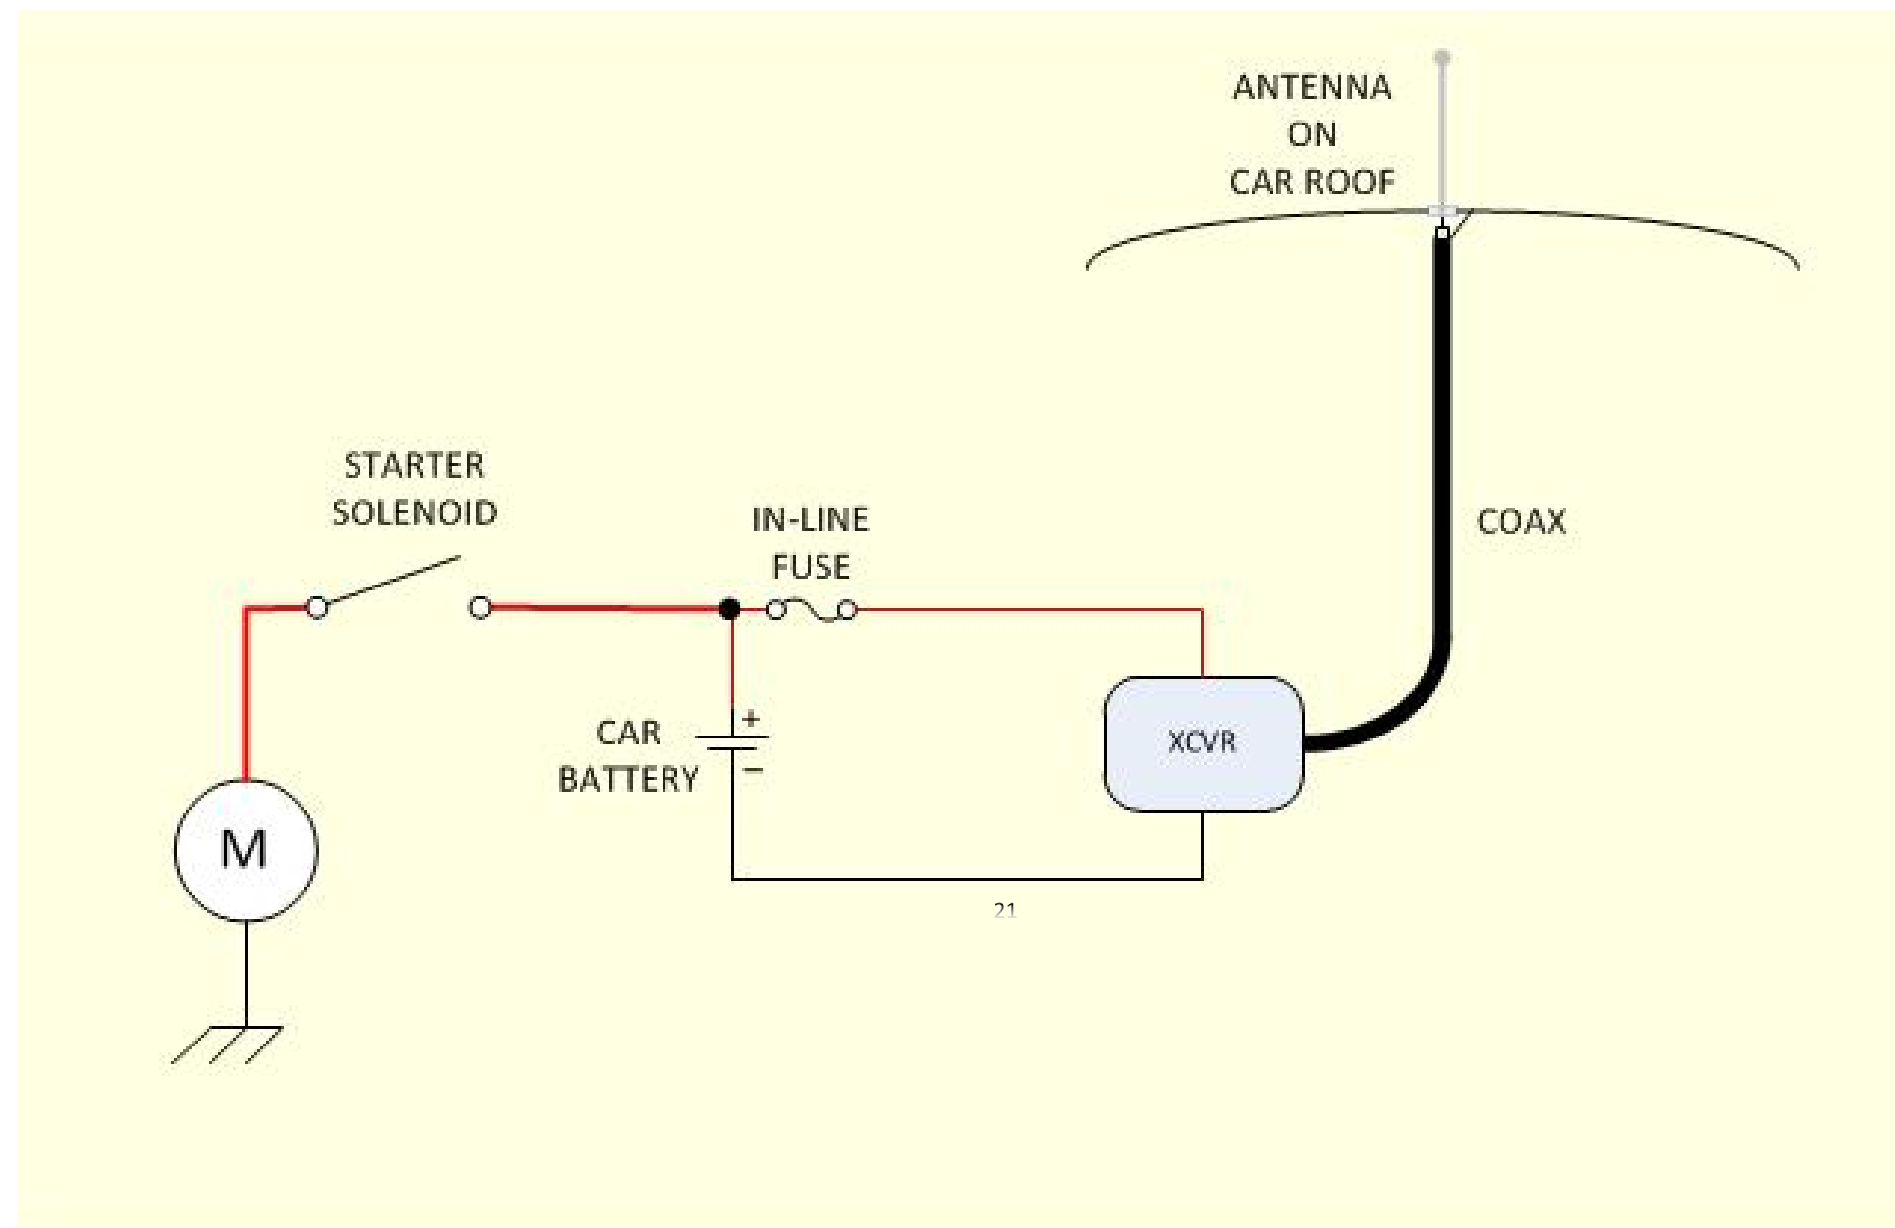 ANTENNA
ON
CAR ROOF
STARTER
SOLENOID
IN-LINE
FUSE
COAX
CAR
BATTERY
+
−
XCVR
M
21